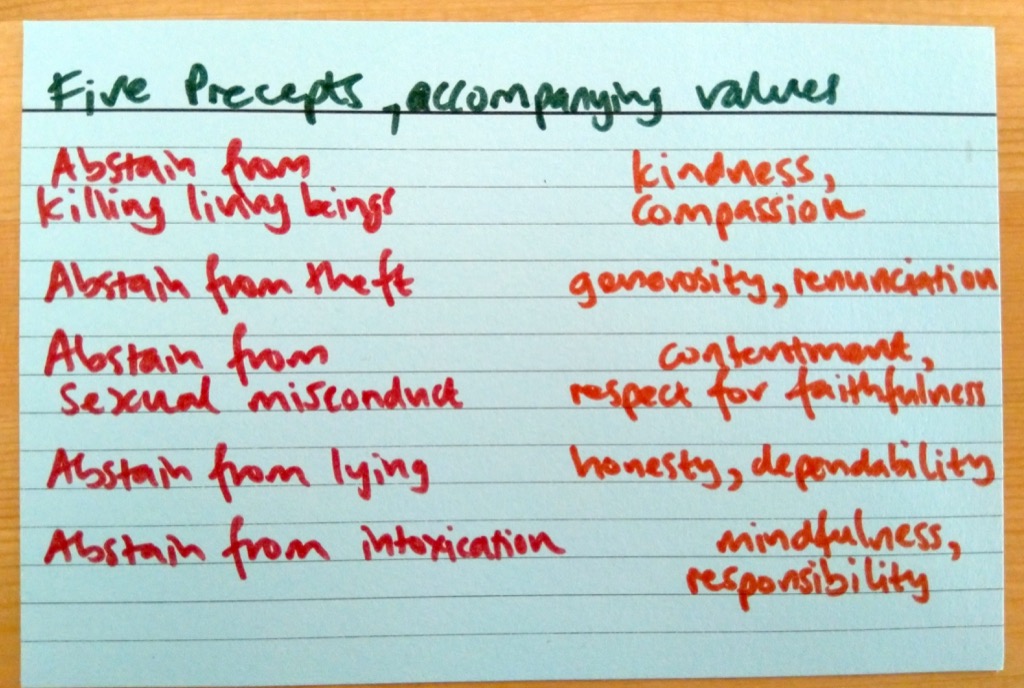 Five Precepts, accompanying values
Abstain from
killing living beings
kindness,
compassion
Abstain from theft
generosity, renunciation
Abstain from
sexual misconduct
contentment,
respect for faithfulness
Abstain from lying
honesty, dependability
Abstain from intoxication
mindfulness,
responsibility